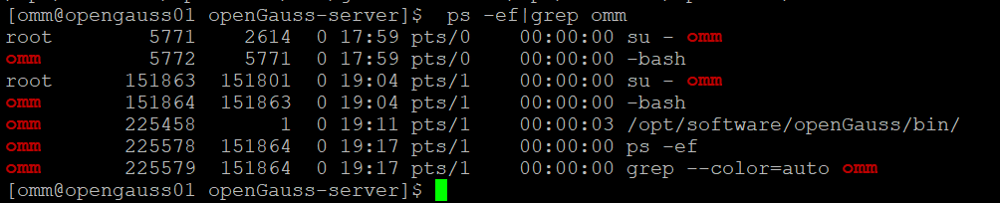 [omm@opengauss01 openGauss-server]$  ps -ef|grep omm
root        5771    2614  0 17:59 pts/0    00:00:00 su - omm
omm         5772    5771  0 17:59 pts/0    00:00:00 -bash
root      151863  151801  0 19:04 pts/1    00:00:00 su - omm
omm       151864  151863  0 19:04 pts/1    00:00:00 -bash
omm       225458       1  0 19:11 pts/1    00:00:03 /opt/software/openGauss/bin/
omm       225578  151864  0 19:17 pts/1    00:00:00 ps -ef
omm       225579  151864  0 19:17 pts/1    00:00:00 grep --color=auto omm
[omm@opengauss01 openGauss-server]$